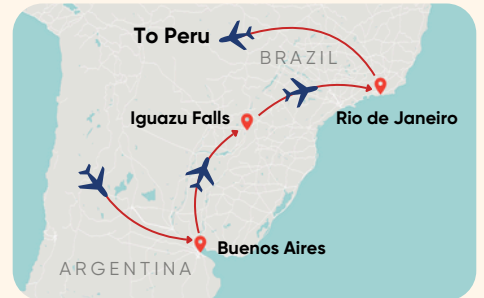 To Peru
BRAZIL
Iguazu Falls
Rio de Janeiro
Buenos Aires
ARGENTINA